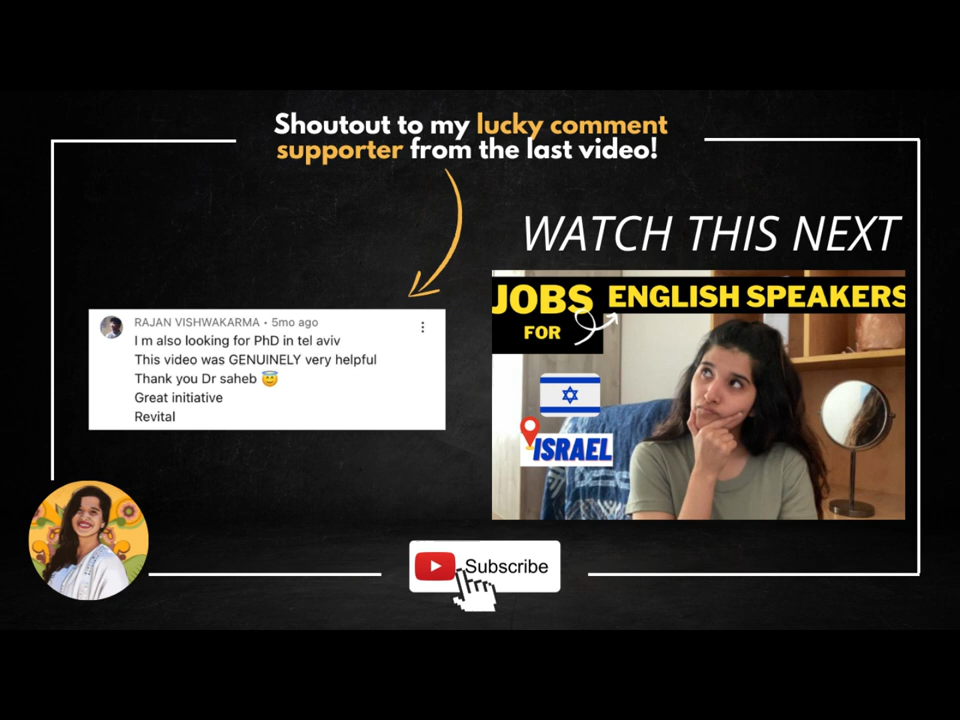 Shoutout to my lucky comment
supporter from the last video!
WATCH THIS NEXT
RAJAN VISHWAKARMA • 5mo ago
I m also looking for PhD in tel aviv
This video was GENUINELY very helpful
Thank you Dr saheb 😇
Great initiative
Revital
JOBS ENGLISH SPEAKERS
FOR
ISRAEL
Subscribe